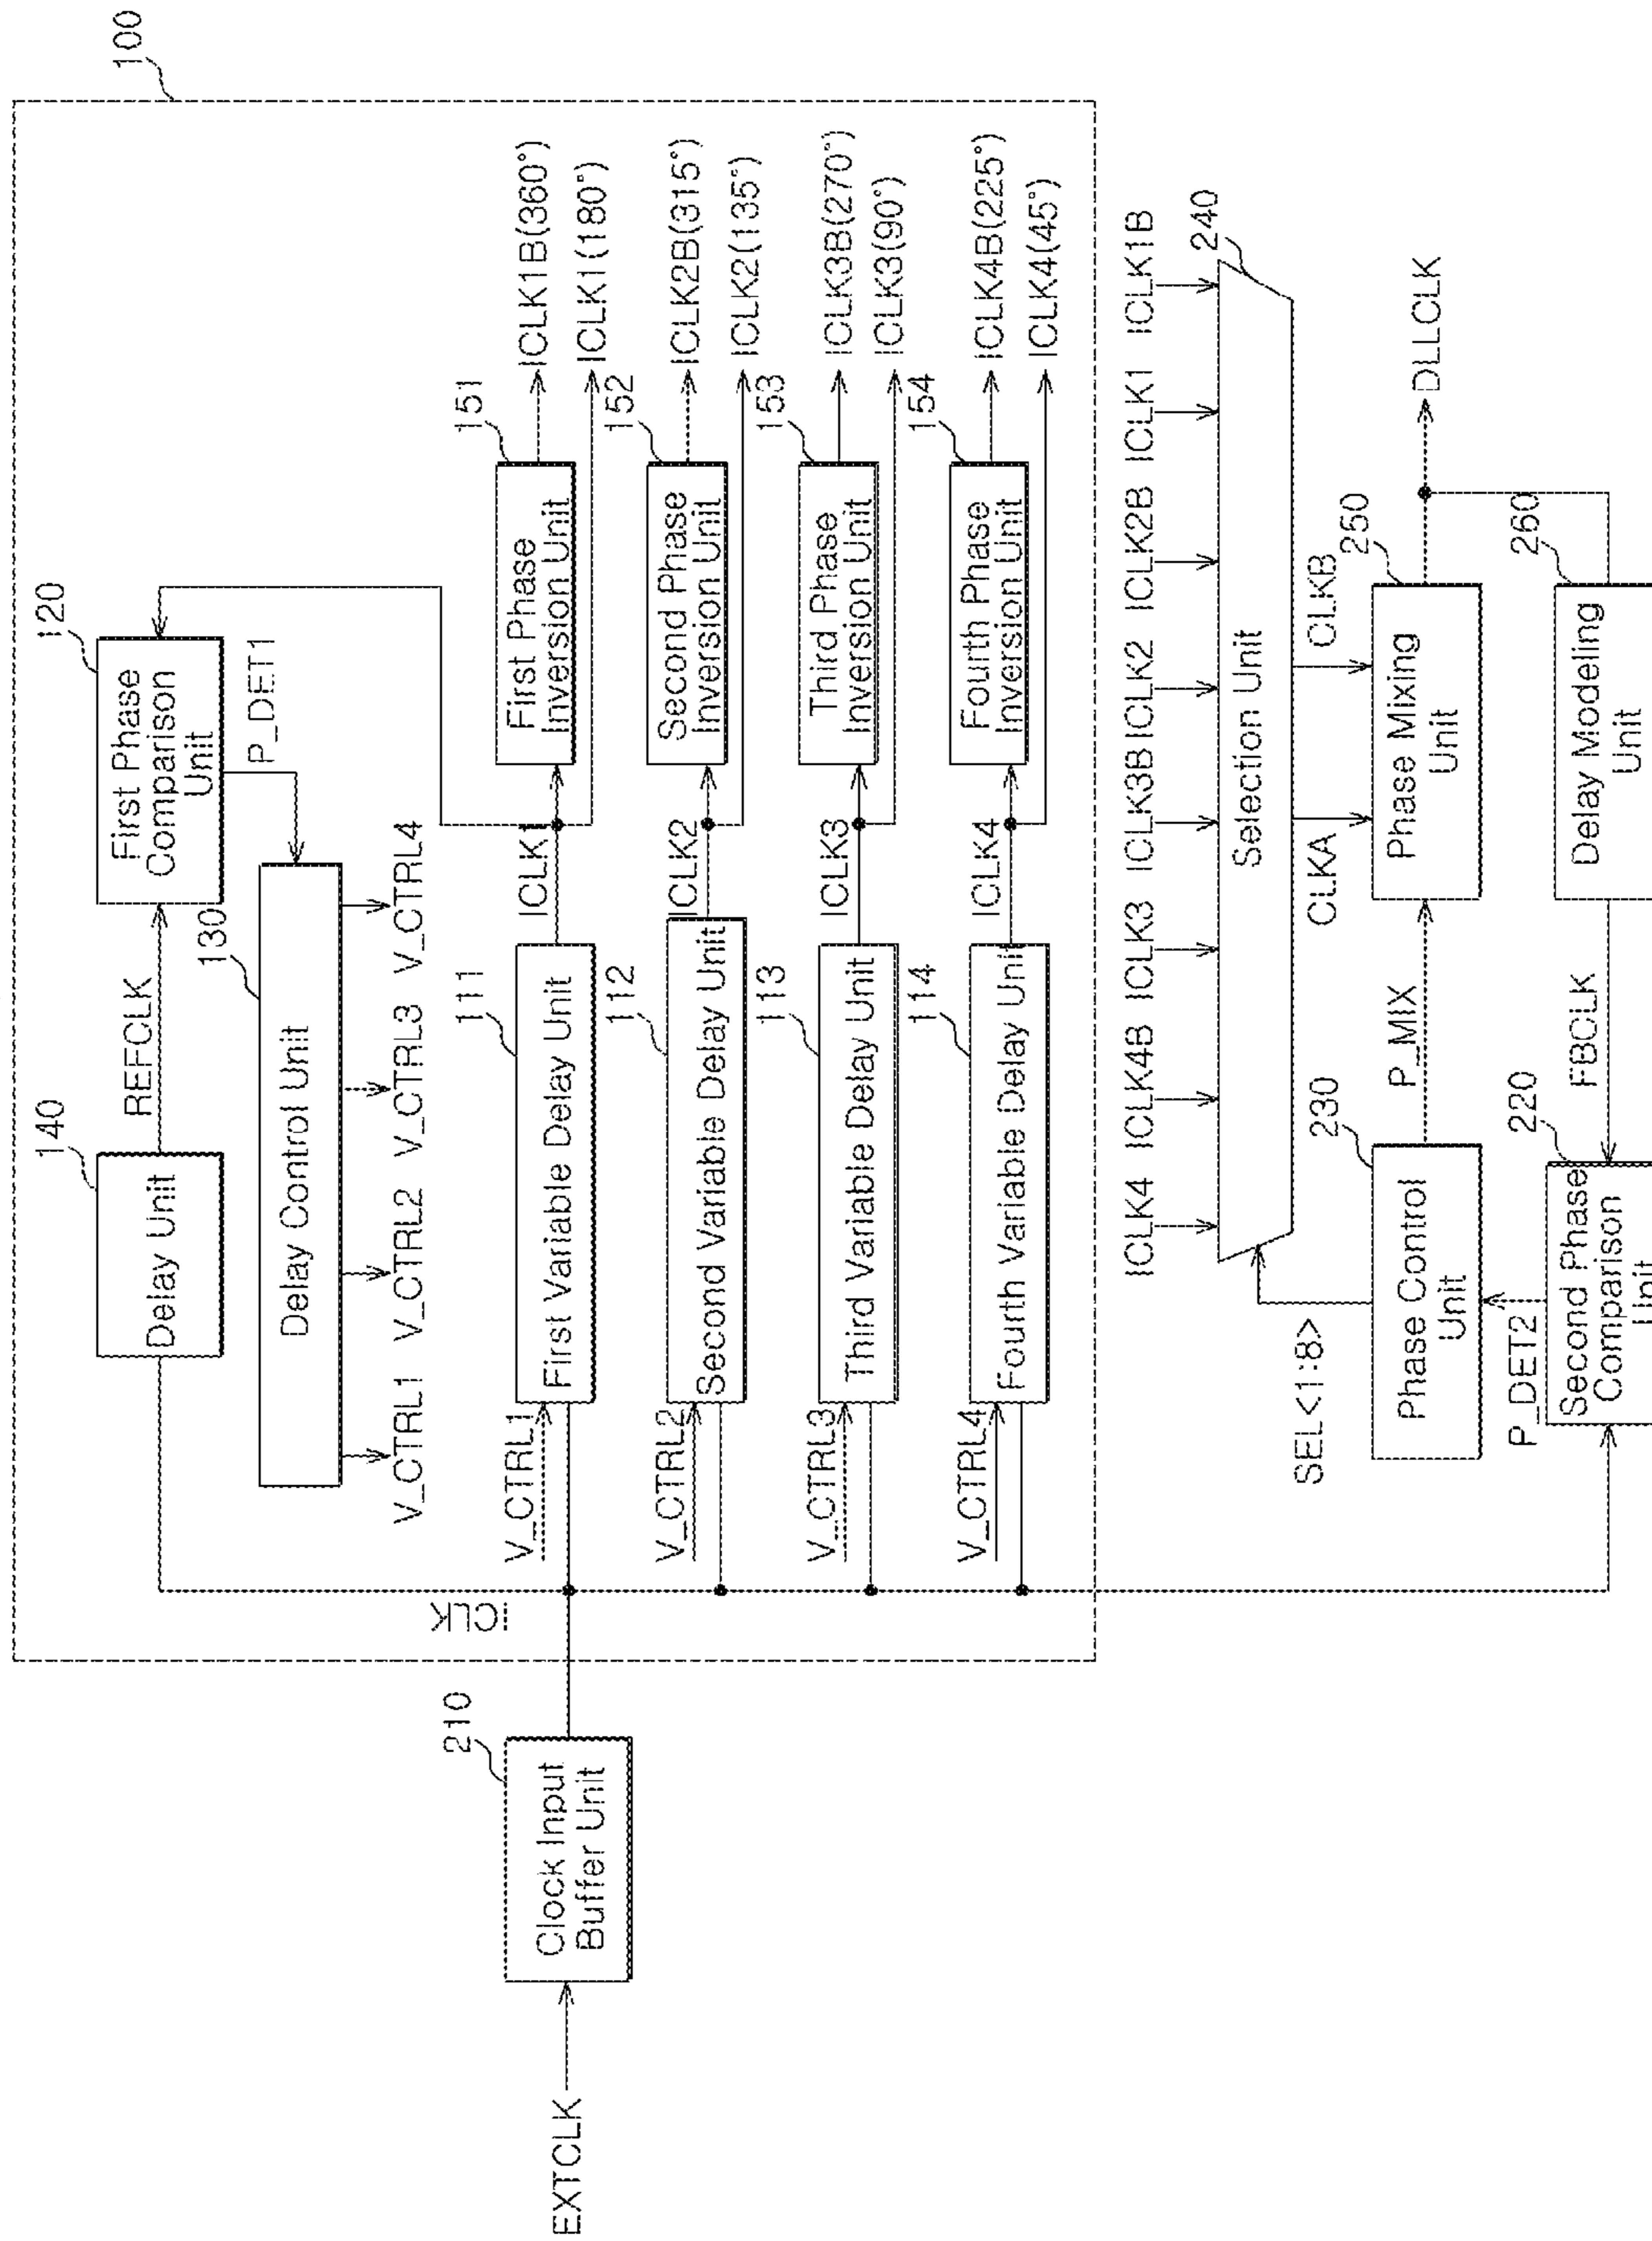 100
140
Delay Unit
REFCLK
120
First Phase
Comparison
Unit
P_DET1
130
Delay Control Unit
V_CTRL1
V_CTRL2
V_CTRL3
V_CTRL4
EXTCLK
210
Clock Input
Buffer Unit
iCLK
V_CTRL1
111
First Variable Delay Unit
ICLK1
151
First Phase
Inversion Unit
ICLK1B(360°)
ICLK1(180°)
V_CTRL2
112
Second Variable Delay Unit
ICLK2
152
Second Phase
Inversion Unit
ICLK2B(315°)
ICLK2(135°)
V_CTRL3
113
Third Variable Delay Unit
ICLK3
153
Third Phase
Inversion Unit
ICLK3B(270°)
ICLK3(90°)
V_CTRL4
114
Fourth Variable Delay Unit
ICLK4
154
Fourth Phase
Inversion Unit
ICLK4B(225°)
ICLK4(45°)
ICLK4 ICLK4B ICLK3 ICLK3B ICLK2 ICLK2B ICLK1 ICLK1B
240
Selection Unit
SEL<1:8>
CLKA
CLKB
230
Phase Control
Unit
P_MIX
250
Phase Mixing
Unit
DLLCLK
P_DET2
220
Second Phase
Comparison
Unit
FBCLK
260
Delay Modeling
Unit